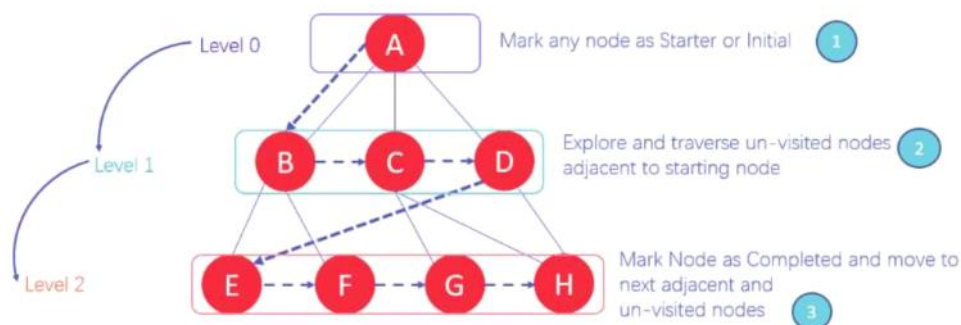 Level 0
A
Mark any node as Starter or Initial
1
Level 1
B
C
D
Explore and traverse un-visited nodes
adjacent to starting node
2
Level 2
E
F
G
H
Mark Node as Completed and move to
next adjacent and
un-visited nodes
3